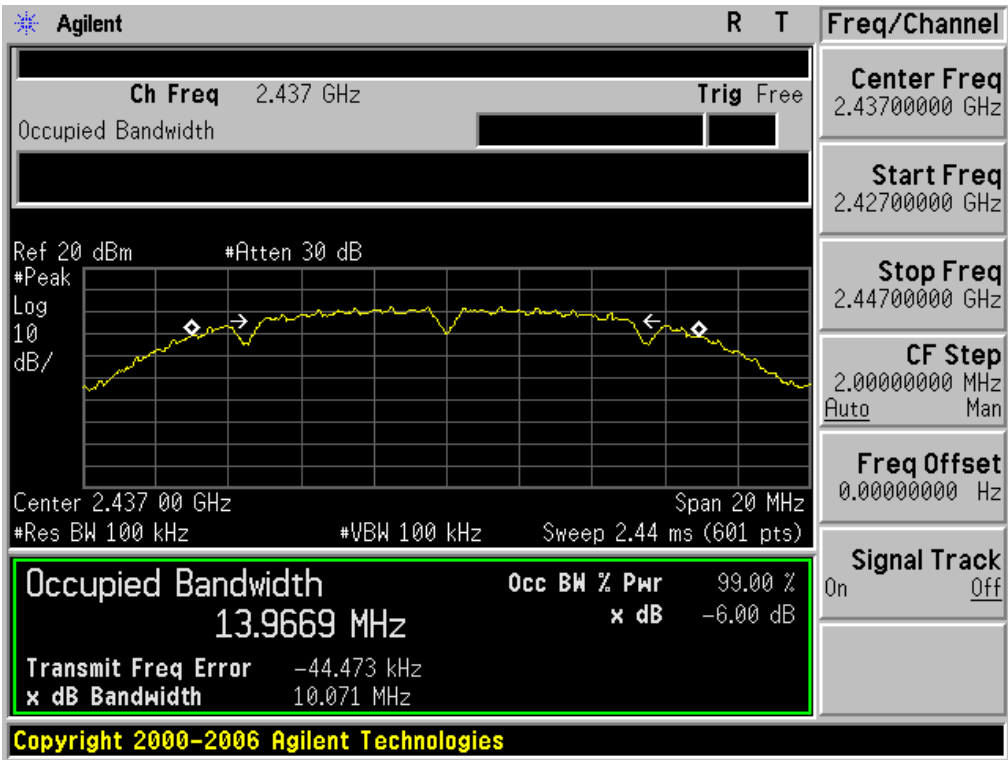 Agilent R T
Ch Freq 2.437 GHz Trig Free
Occupied Bandwidth
Ref 20 dBm #Atten 30 dB
#Peak
Log
10
dB/
Center 2.437 00 GHz Span 20 MHz
#Res BW 100 kHz #VBW 100 kHz Sweep 2.44 ms (601 pts)
Occupied Bandwidth Occ BW % Pwr 99.00 %
13.9669 MHz x dB -6.00 dB
Transmit Freq Error -44.473 kHz
x dB Bandwidth 10.071 MHz
Copyright 2000-2006 Agilent Technologies
Freq/Channel
Center Freq
2.43700000 GHz
Start Freq
2.42700000 GHz
Stop Freq
2.44700000 GHz
CF Step
2.00000000 MHz
Auto Man
Freq Offset
0.00000000 Hz
Signal Track
On Off